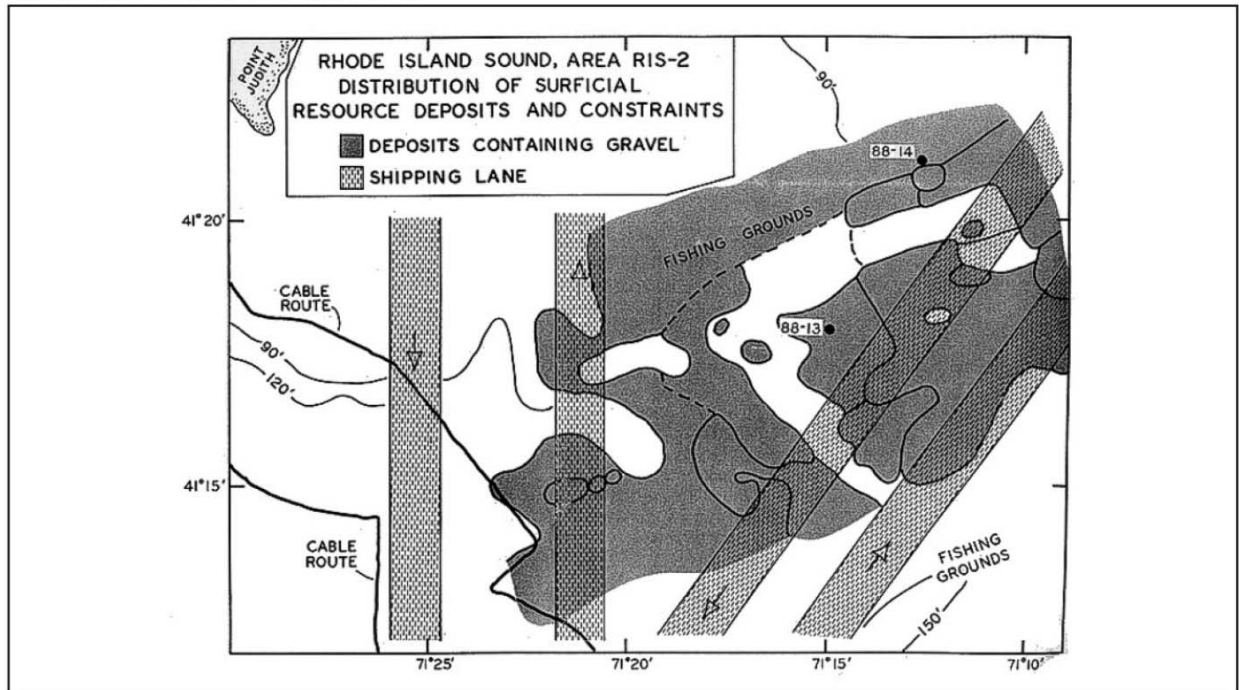 POINT
JUDITH
RHODE ISLAND SOUND, AREA RIS-2
DISTRIBUTION OF SURFICIAL
RESOURCE DEPOSITS AND CONSTRAINTS
DEPOSITS CONTAINING GRAVEL
SHIPPING LANE
90'
88-14
41°20'
FISHING GROUNDS
CABLE
ROUTE
88-13
90'
120'
41°15'
CABLE
ROUTE
FISHING
GROUNDS
150'
71°25'
71°20'
71°15'
71°10'